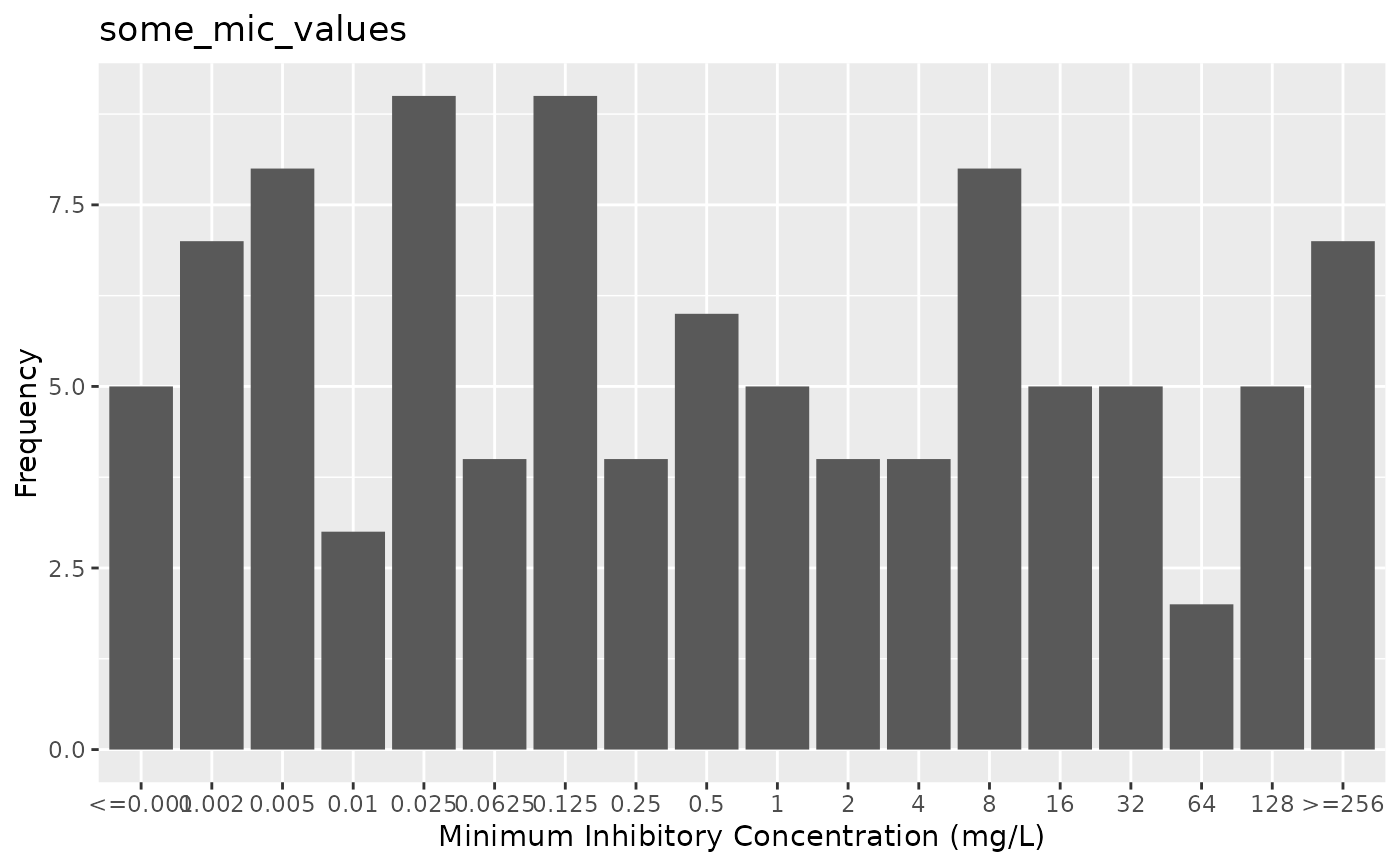 some_mic_values
Frequency
7.5
5.0
2.5
0.0
<=0.001 0.002 0.005 0.01 0.025 0.0625 0.125 0.25 0.5 1 2 4 8 16 32 64 128 >=256
Minimum Inhibitory Concentration (mg/L)